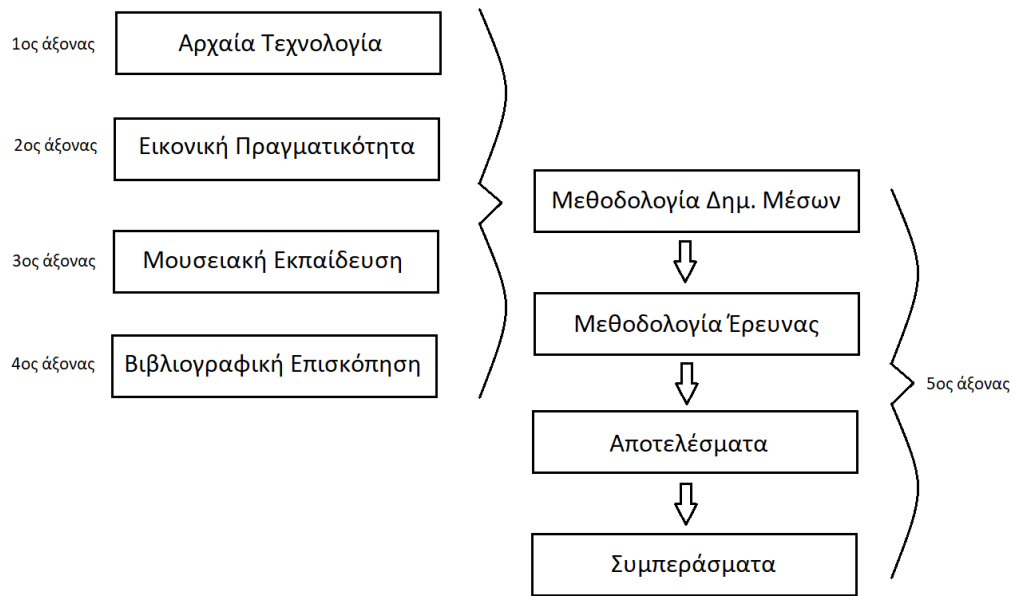 1ος άξονας
Αρχαία Τεχνολογία
2ος άξονας
Εικονική Πραγματικότητα
3ος άξονας
Μουσειακή Εκπαίδευση
4ος άξονας
Βιβλιογραφική Επισκόπηση
Μεθοδολογία Δημ. Μέσων
Μεθοδολογία Έρευνας
Αποτελέσματα
Συμπεράσματα
5ος άξονας